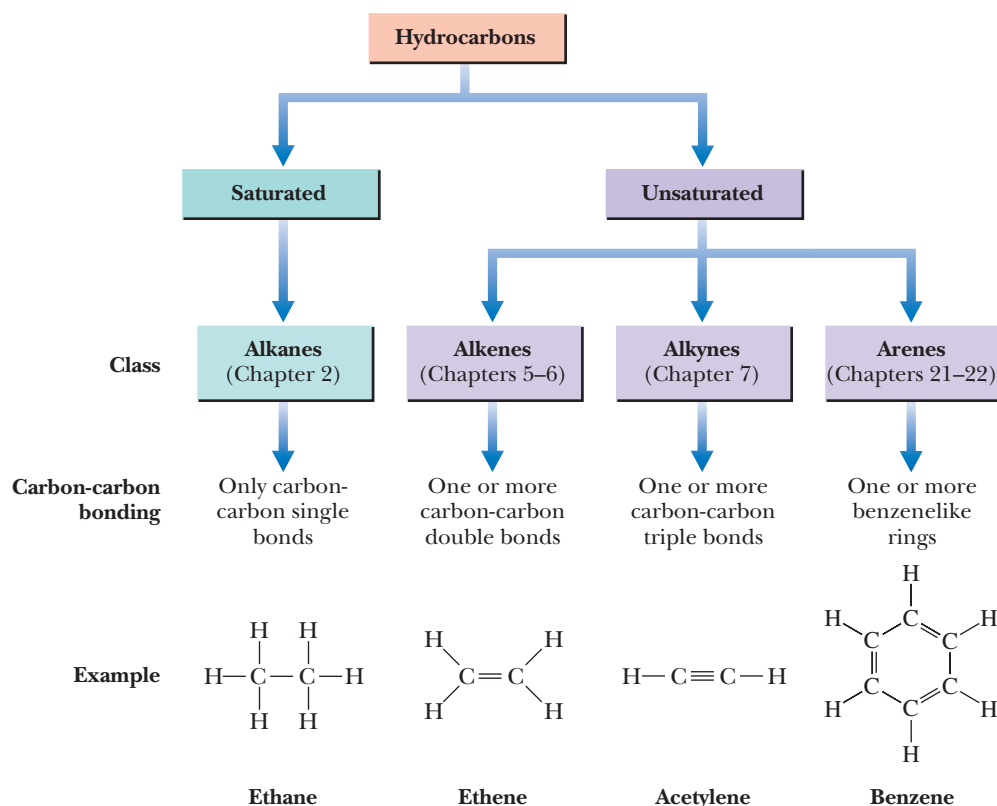 Hydrocarbons
Saturated
Unsaturated
Class
Alkanes
(Chapter 2)
Alkenes
(Chapters 5–6)
Alkynes
(Chapter 7)
Arenes
(Chapters 21–22)
Carbon-carbon
bonding
Only carbon-
carbon single
bonds
One or more
carbon-carbon
double bonds
One or more
carbon-carbon
triple bonds
One or more
benzenelike
rings
Example
H H
H—C—C—H
H H
H H
C=C
H H
H—C≡C—H
H
H C H
C C
C C
H C H
H
Ethane
Ethene
Acetylene
Benzene